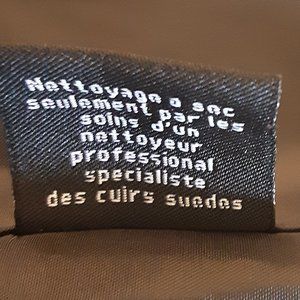 Nettoyage a sec
seulement par les
soins d'un
nettoyeur
professional
specialiste
des cuirs suedes